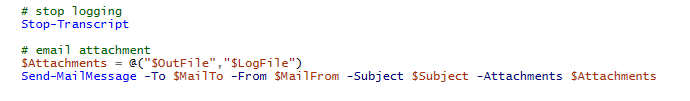 # stop logging
Stop-Transcript
# email attachment
$Attachments = @("$OutFile","$LogFile")
Send-MailMessage -To $MailTo -From $MailFrom -Subject $Subject -Attachments $Attachments